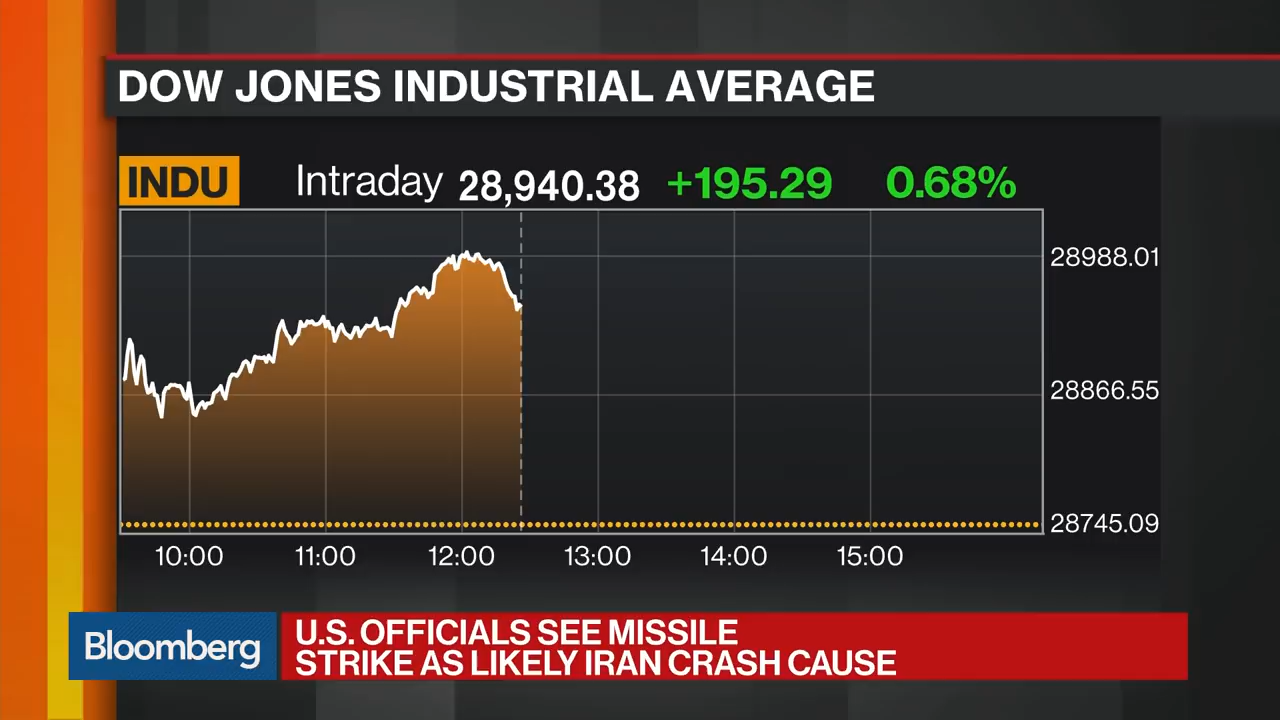 DOW JONES INDUSTRIAL AVERAGE
INDU Intraday 28,940.38 +195.29 0.68%
28988.01
28866.55
28745.09
10:00 11:00 12:00 13:00 14:00 15:00
Bloomberg
U.S. OFFICIALS SEE MISSILE
STRIKE AS LIKELY IRAN CRASH CAUSE